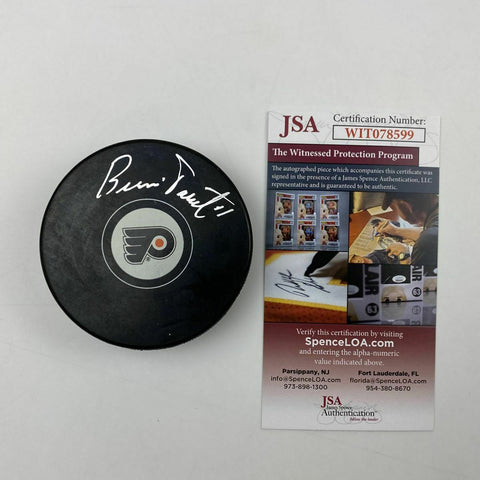 Bernie Parent 1
JSA
Certification Number:
WIT078599
The Witnessed Protection Program
The autographed piece which accompanies this certificate was
signed in the presence of a James Spence Authentication, LLC
representative and is guaranteed to be authentic.
Verify this certification by visiting
SpenceLOA.com
and entering the alpha-numeric
value indicated above.
Parsippany, NJ
info@SpenceLOA.com
973-898-1300
Fort Lauderdale, FL
florida@SpenceLOA.com
954-380-8670
JSA
James Spence
Authentication